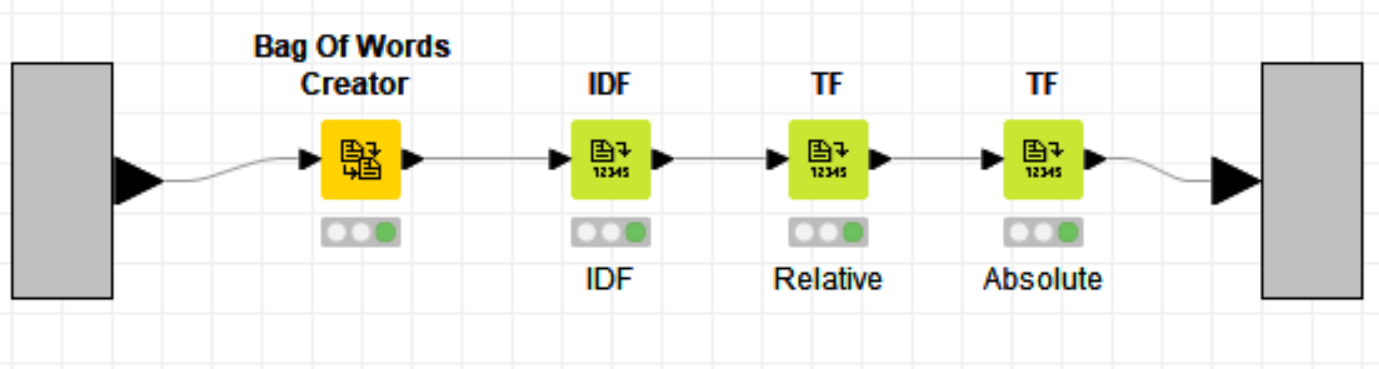 Bag Of Words
Creator
IDF
TF
TF
12345
12345
12345
IDF
Relative
Absolute